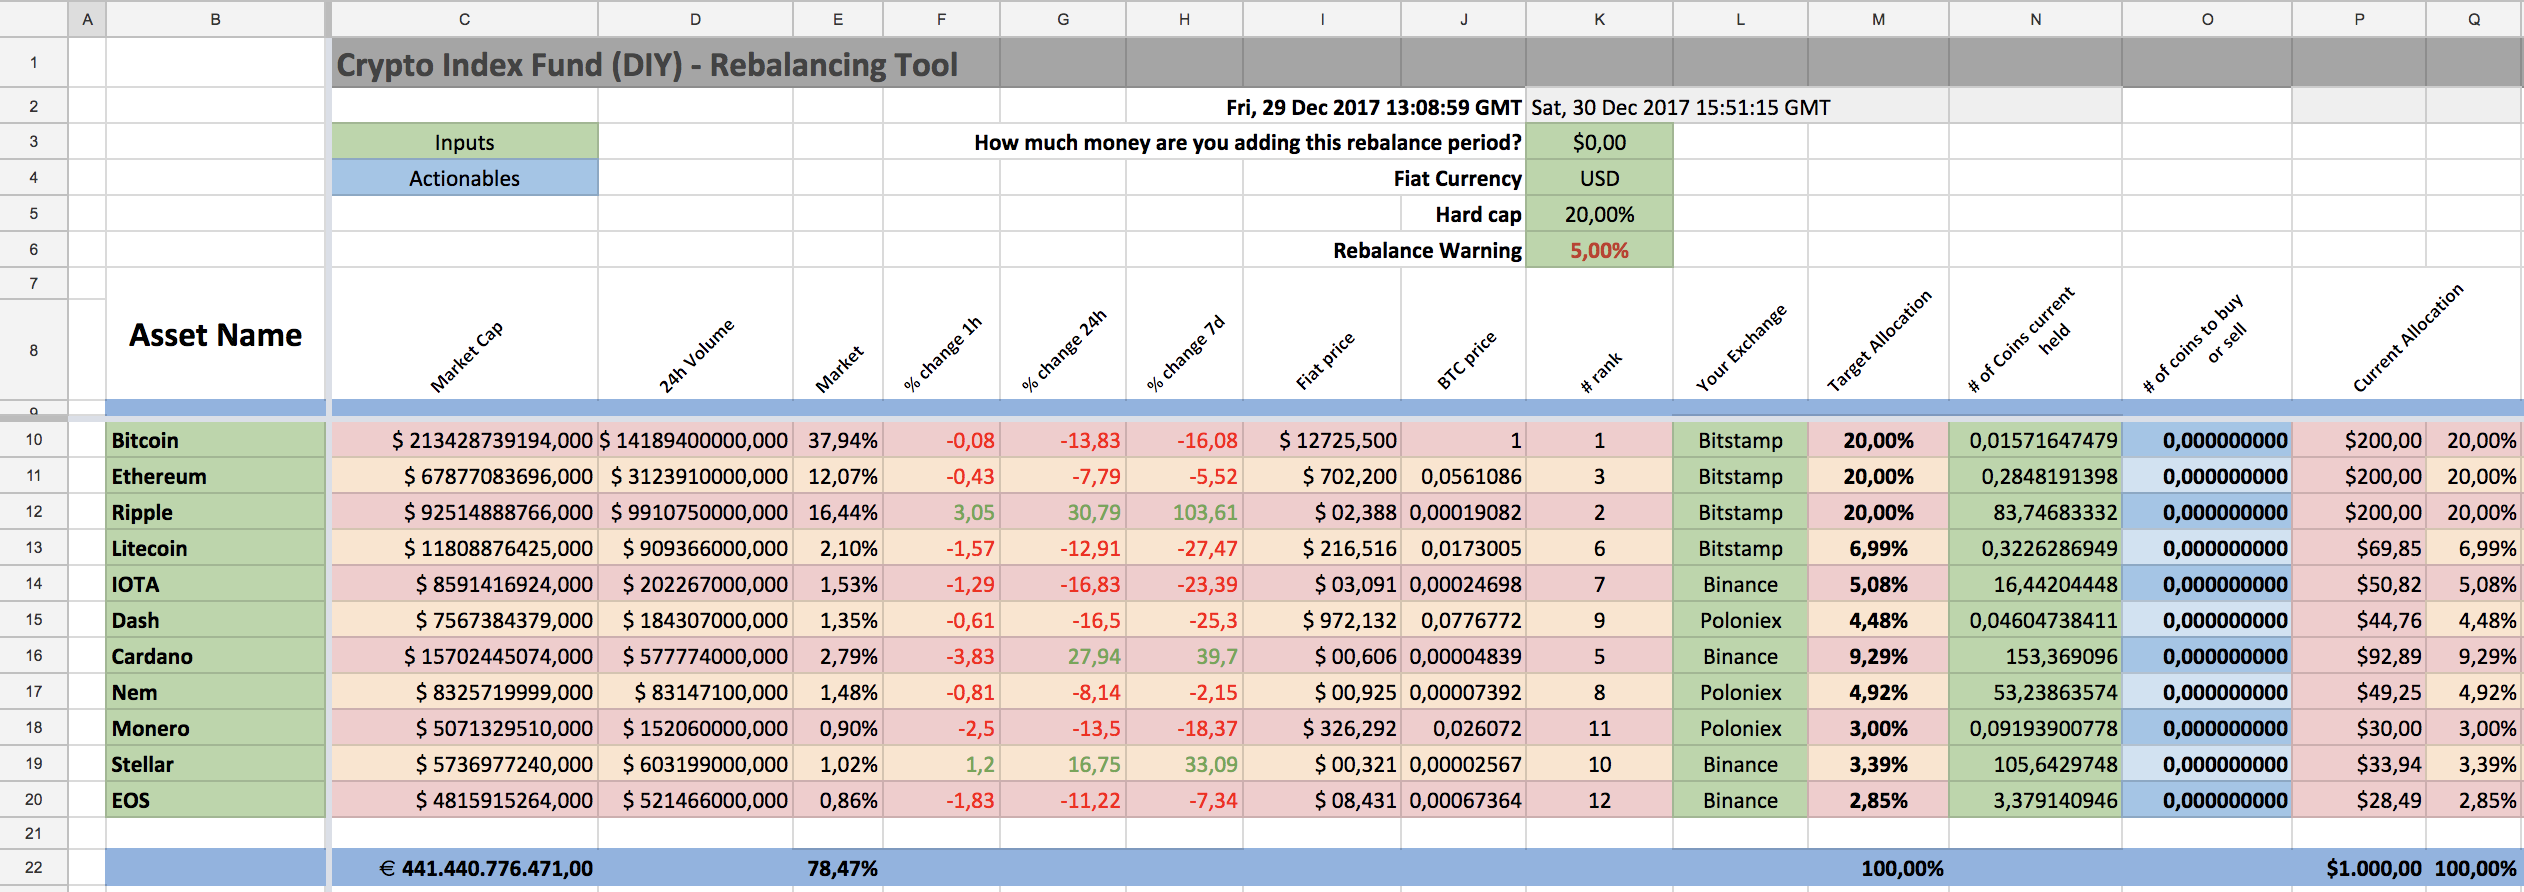 A B C D E F G H I J K L M N O P Q
1 Crypto Index Fund (DIY) - Rebalancing Tool
2 Fri, 29 Dec 2017 13:08:59 GMT Sat, 30 Dec 2017 15:51:15 GMT
3 Inputs How much money are you adding this rebalance period? $0,00
4 Actionables Fiat Currency USD
5 Hard cap 20,00%
6 Rebalance Warning 5,00%
7
8 Asset Name Market Cap 24h Volume Market % change 1h % change 24h % change 7d Fiat price BTC price # rank Your Exchange Target Allocation # of Coins current held # of coins to buy or sell Current Allocation
9
10 Bitcoin $ 213428739194,000 $ 14189400000,000 37,94% -0,08 -13,83 -16,08 $ 12725,500 1 1 Bitstamp 20,00% 0,01571647479 0,000000000 $200,00 20,00%
11 Ethereum $ 67877083696,000 $ 3123910000,000 12,07% -0,43 -7,79 -5,52 $ 702,200 0,0561086 3 Bitstamp 20,00% 0,2848191398 0,000000000 $200,00 20,00%
12 Ripple $ 92514888766,000 $ 9910750000,000 16,44% 3,05 30,79 103,61 $ 02,388 0,00019082 2 Bitstamp 20,00% 83,74683332 0,000000000 $200,00 20,00%
13 Litecoin $ 11808876425,000 $ 909366000,000 2,10% -1,57 -12,91 -27,47 $ 216,516 0,0173005 6 Bitstamp 6,99% 0,3226286949 0,000000000 $69,85 6,99%
14 IOTA $ 8591416924,000 $ 202267000,000 1,53% -1,29 -16,83 -23,39 $ 03,091 0,00024698 7 Binance 5,08% 16,44204448 0,000000000 $50,82 5,08%
15 Dash $ 7567384379,000 $ 184307000,000 1,35% -0,61 -16,5 -25,3 $ 972,132 0,0776772 9 Poloniex 4,48% 0,04604738411 0,000000000 $44,76 4,48%
16 Cardano $ 15702445074,000 $ 577774000,000 2,79% -3,83 27,94 39,7 $ 00,606 0,00004839 5 Binance 9,29% 153,369096 0,000000000 $92,89 9,29%
17 Nem $ 8325719999,000 $ 83147100,000 1,48% -0,81 -8,14 -2,15 $ 00,925 0,00007392 8 Poloniex 4,92% 53,23863574 0,000000000 $49,25 4,92%
18 Monero $ 5071329510,000 $ 152060000,000 0,90% -2,5 -13,5 -18,37 $ 326,292 0,026072 11 Poloniex 3,00% 0,09193900778 0,000000000 $30,00 3,00%
19 Stellar $ 5736977240,000 $ 603199000,000 1,02% 1,2 16,75 33,09 $ 00,321 0,00002567 10 Binance 3,39% 105,6429748 0,000000000 $33,94 3,39%
20 EOS $ 4815915264,000 $ 521466000,000 0,86% -1,83 -11,22 -7,34 $ 08,431 0,00067364 12 Binance 2,85% 3,379140946 0,000000000 $28,49 2,85%
21
22 € 441.440.776.471,00 78,47% 100,00% $1.000,00 100,00%